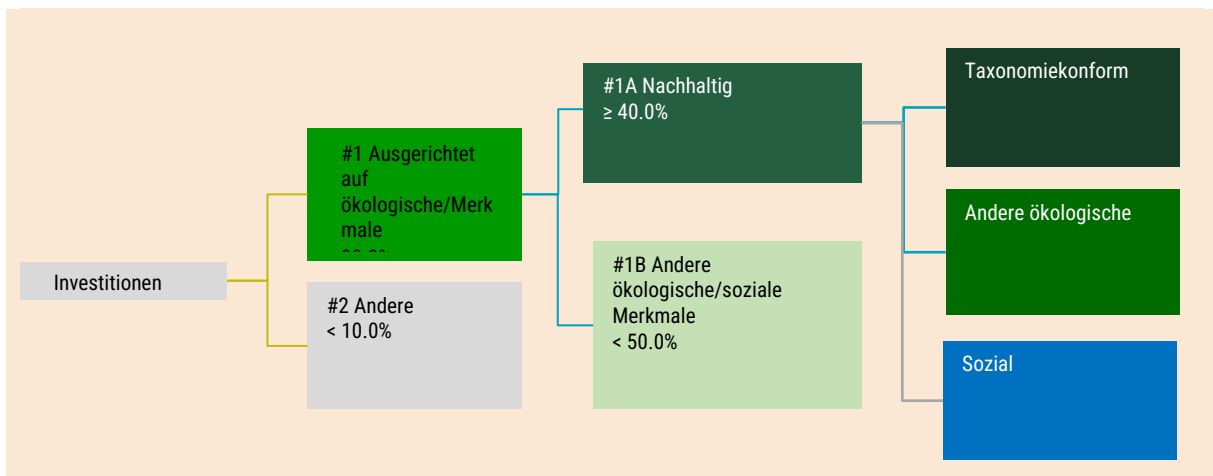 Investitionen
#1 Ausgerichtet
auf
ökologische/Merk
male
#2 Andere
< 10.0%
#1A Nachhaltig
≥ 40.0%
#1B Andere
ökologische/soziale
Merkmale
< 50.0%
Taxonomiekonform
Andere ökologische
Sozial